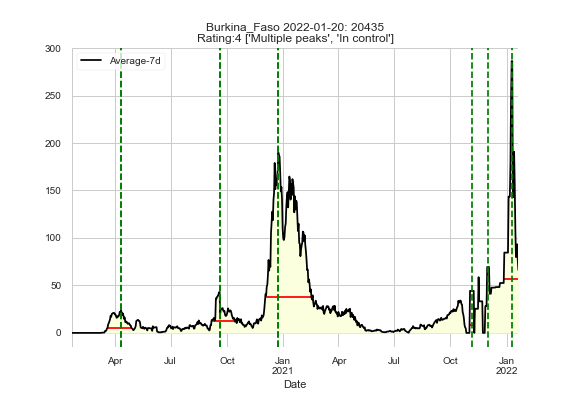 Burkina_Faso 2022-01-20: 20435
Rating:4 ['Multiple peaks', 'In control']
Average-7d
300
250
200
150
100
50
0
Apr Jul Oct Jan Apr Jul Oct Jan
2021 2022
Date